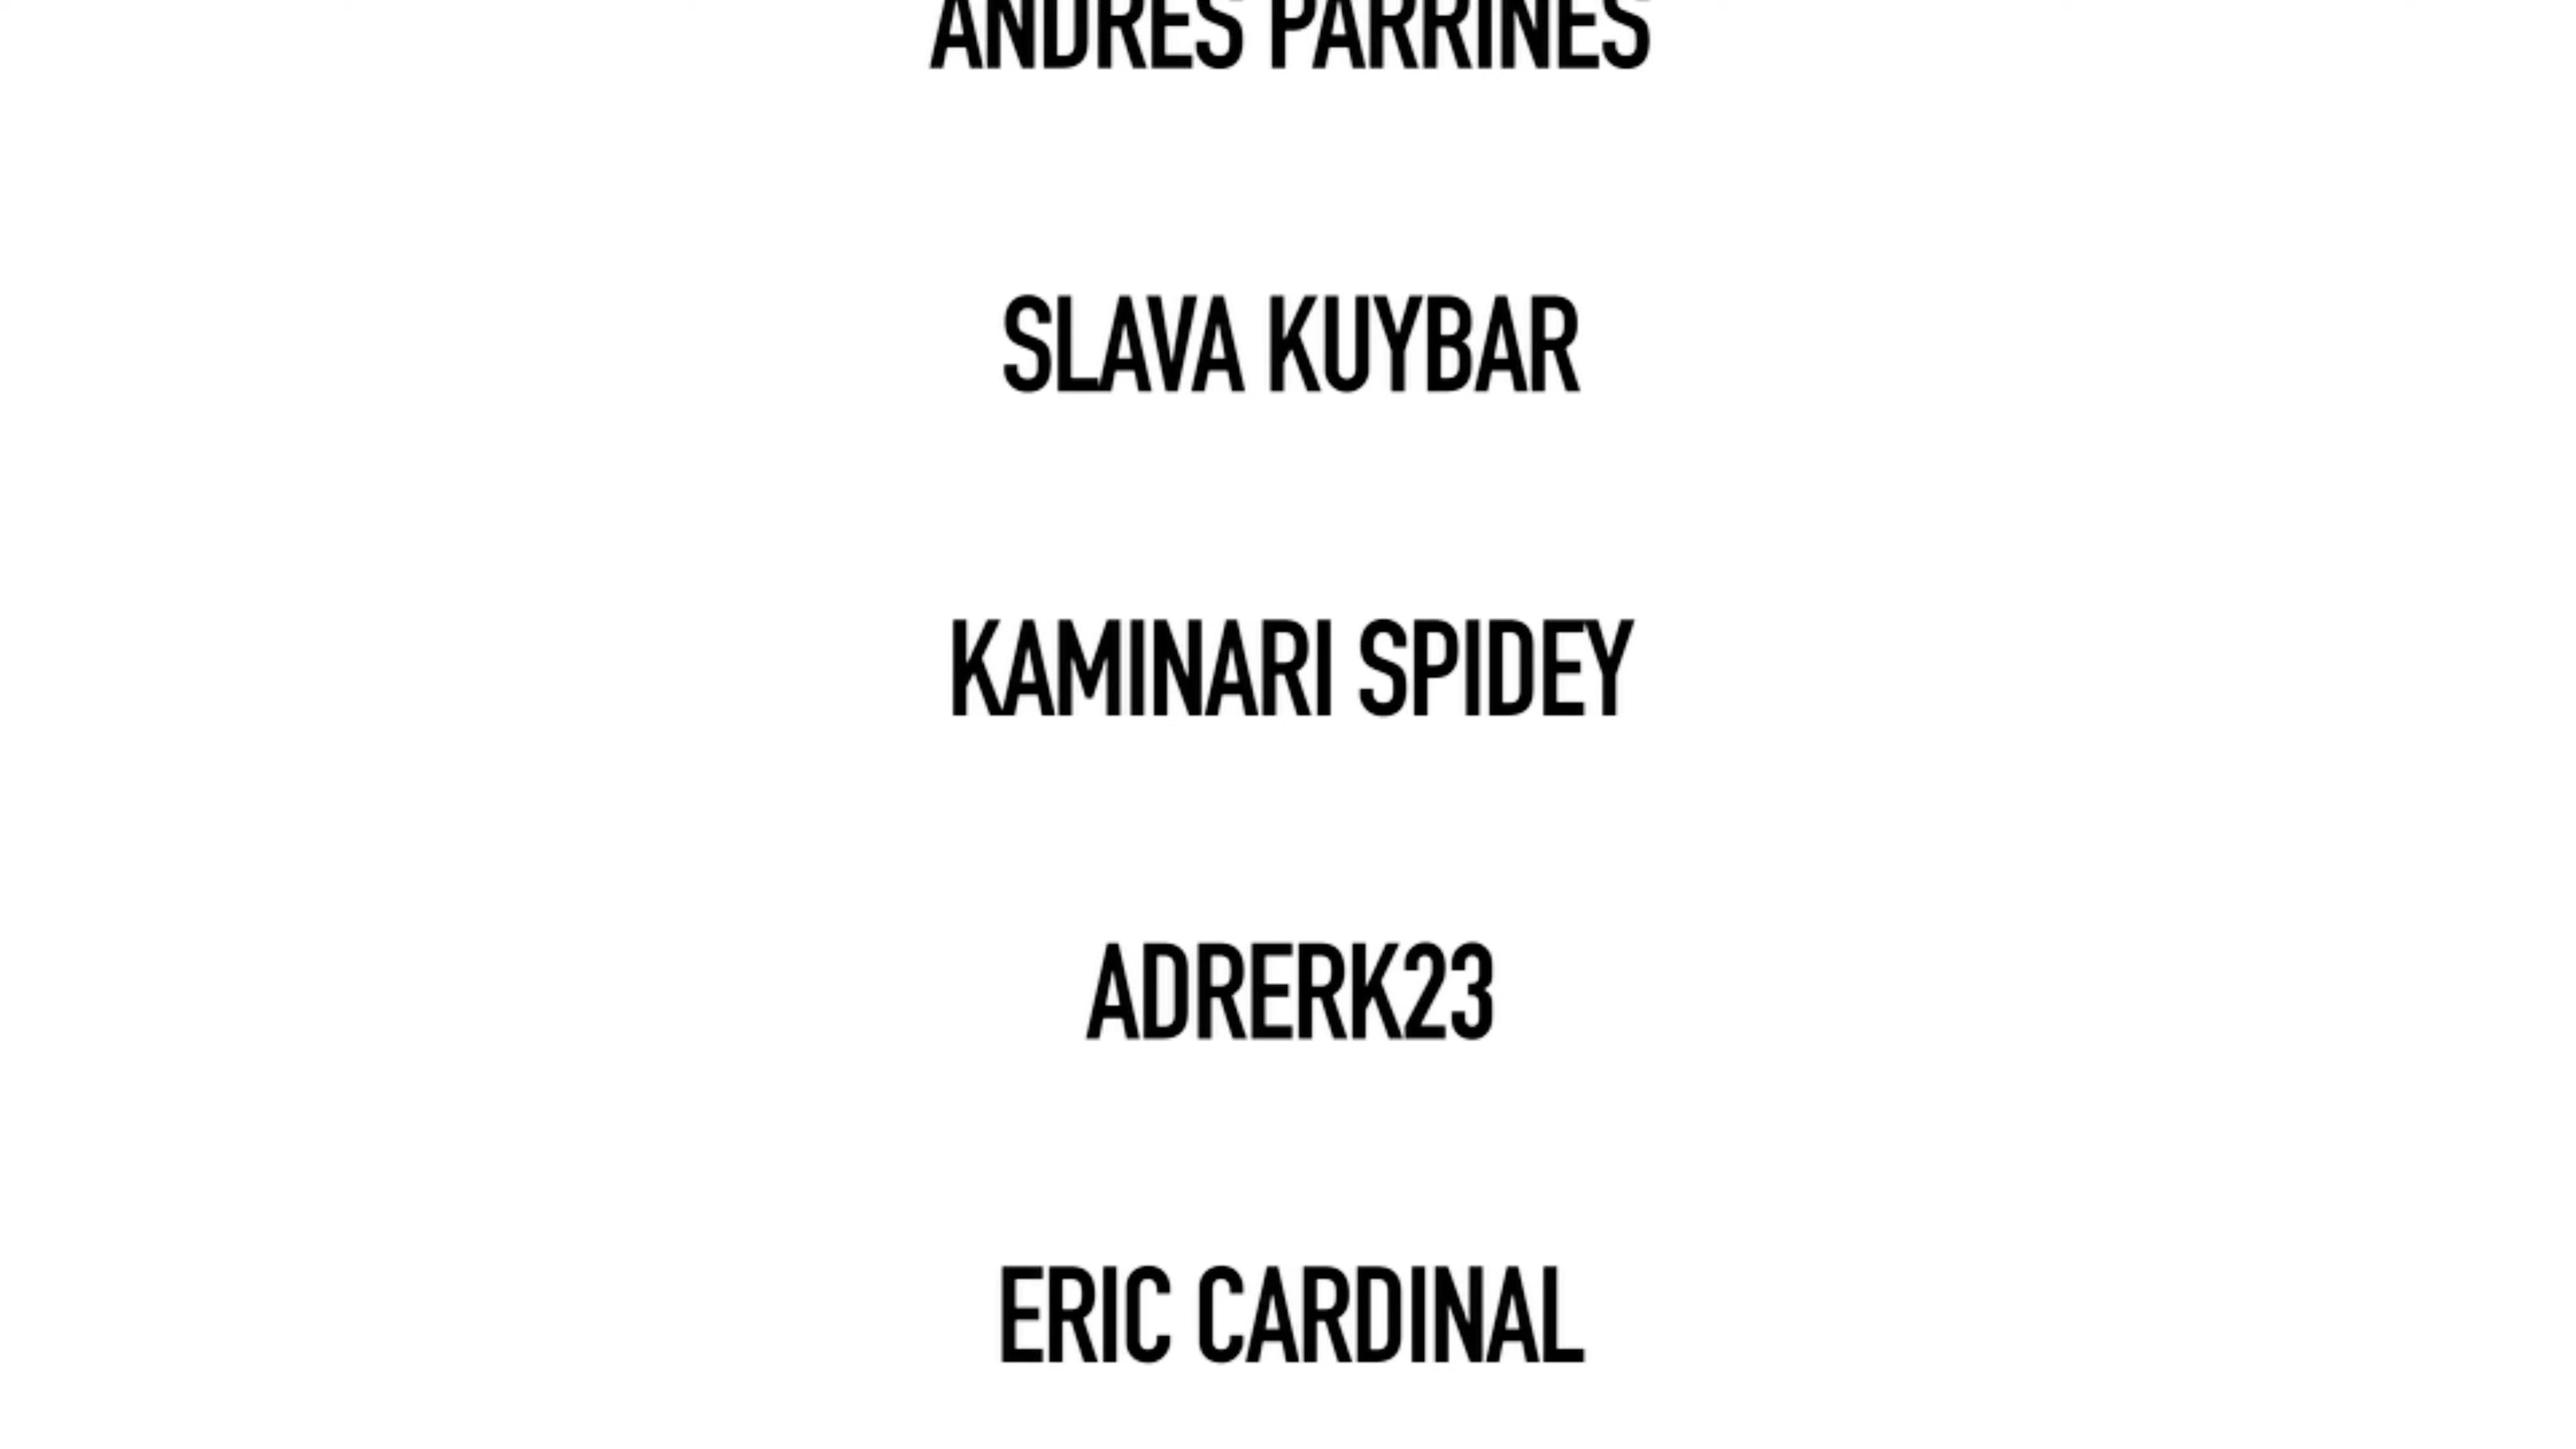 ANDRES PARRINES
SLAVA KUYBAR
KAMINARI SPIDEY
ADRERK23
ERIC CARDINAL